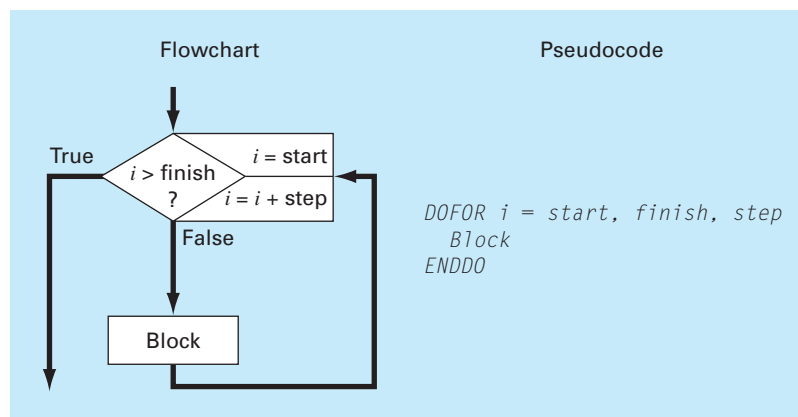 Flowchart
Pseudocode
True
i > finish
?
i = start
i = i + step
False
Block
DOFOR i = start, finish, step
Block
ENDDO